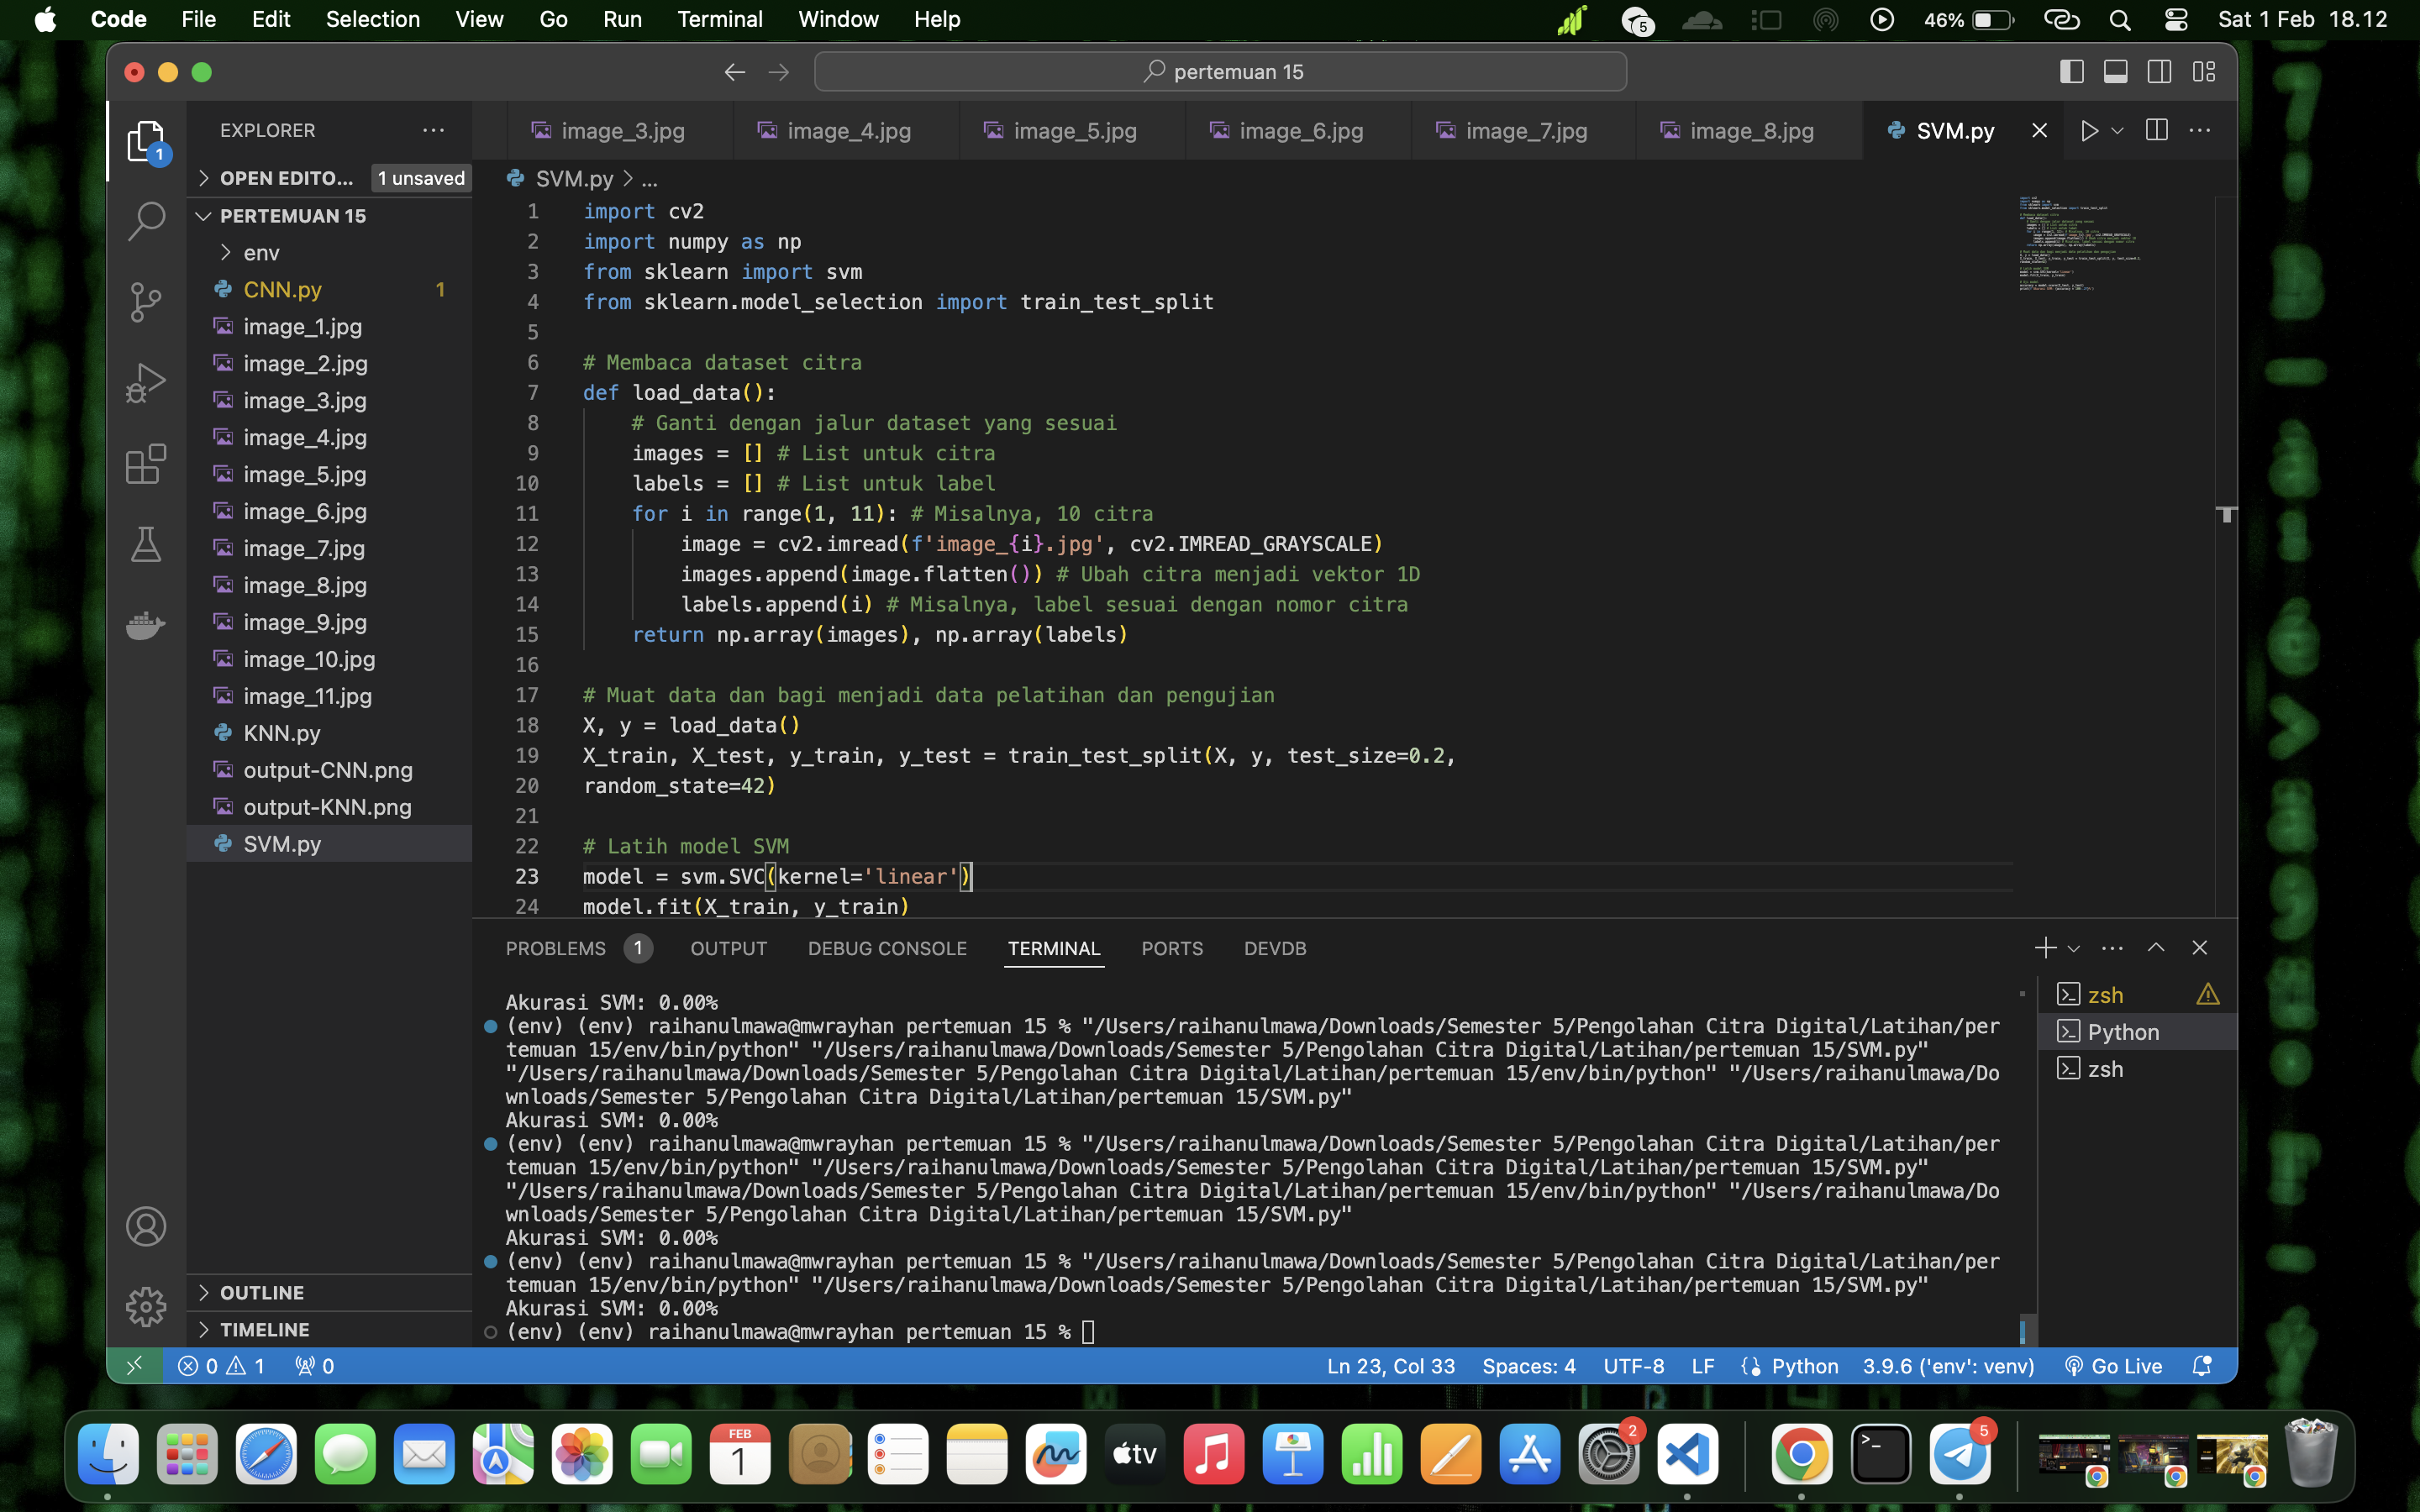 Code File Edit Selection View Go Run Terminal Window Help 5 46% Sat 1 Feb 18.12
pertemuan 15
EXPLORER
1
OPEN EDITO... 1 unsaved
PERTEMUAN 15
env
CNN.py 1
image_1.jpg
image_2.jpg
image_3.jpg
image_4.jpg
image_5.jpg
image_6.jpg
image_7.jpg
image_8.jpg
image_9.jpg
image_10.jpg
image_11.jpg
KNN.py
output-CNN.png
output-KNN.png
SVM.py
OUTLINE
TIMELINE
image_3.jpg image_4.jpg image_5.jpg image_6.jpg image_7.jpg image_8.jpg SVM.py
SVM.py > ...
1 import cv2
2 import numpy as np
3 from sklearn import svm
4 from sklearn.model_selection import train_test_split
5
6 # Membaca dataset citra
7 def load_data():
8 # Ganti dengan jalur dataset yang sesuai
9 images = [] # List untuk citra
10 labels = [] # List untuk label
11 for i in range(1, 11): # Misalnya, 10 citra
12 image = cv2.imread(f'image_{i}.jpg', cv2.IMREAD_GRAYSCALE)
13 images.append(image.flatten()) # Ubah citra menjadi vektor 1D
14 labels.append(i) # Misalnya, label sesuai dengan nomor citra
15 return np.array(images), np.array(labels)
16
17 # Muat data dan bagi menjadi data pelatihan dan pengujian
18 X, y = load_data()
19 X_train, X_test, y_train, y_test = train_test_split(X, y, test_size=0.2,
20 random_state=42)
21
22 # Latih model SVM
23 model = svm.SVC(kernel='linear')
24 model.fit(X_train, y_train)
PROBLEMS 1 OUTPUT DEBUG CONSOLE TERMINAL PORTS DEVDB
Akurasi SVM: 0.00%
(env) (env) raihanulmawa@mwrayhan pertemuan 15 % "/Users/raihanulmawa/Downloads/Semester 5/Pengolahan Citra Digital/Latihan/per
temuan 15/env/bin/python" "/Users/raihanulmawa/Downloads/Semester 5/Pengolahan Citra Digital/Latihan/pertemuan 15/SVM.py"
"/Users/raihanulmawa/Downloads/Semester 5/Pengolahan Citra Digital/Latihan/pertemuan 15/env/bin/python" "/Users/raihanulmawa/Do
wnloads/Semester 5/Pengolahan Citra Digital/Latihan/pertemuan 15/SVM.py"
Akurasi SVM: 0.00%
(env) (env) raihanulmawa@mwrayhan pertemuan 15 % "/Users/raihanulmawa/Downloads/Semester 5/Pengolahan Citra Digital/Latihan/per
temuan 15/env/bin/python" "/Users/raihanulmawa/Downloads/Semester 5/Pengolahan Citra Digital/Latihan/pertemuan 15/SVM.py"
"/Users/raihanulmawa/Downloads/Semester 5/Pengolahan Citra Digital/Latihan/pertemuan 15/env/bin/python" "/Users/raihanulmawa/Do
wnloads/Semester 5/Pengolahan Citra Digital/Latihan/pertemuan 15/SVM.py"
Akurasi SVM: 0.00%
(env) (env) raihanulmawa@mwrayhan pertemuan 15 % "/Users/raihanulmawa/Downloads/Semester 5/Pengolahan Citra Digital/Latihan/per
temuan 15/env/bin/python" "/Users/raihanulmawa/Downloads/Semester 5/Pengolahan Citra Digital/Latihan/pertemuan 15/SVM.py"
Akurasi SVM: 0.00%
(env) (env) raihanulmawa@mwrayhan pertemuan 15 %
zsh
Python
zsh
0 1 0 Ln 23, Col 33 Spaces: 4 UTF-8 LF Python 3.9.6 ('env': venv) Go Live
FEB
1
tv
2
5